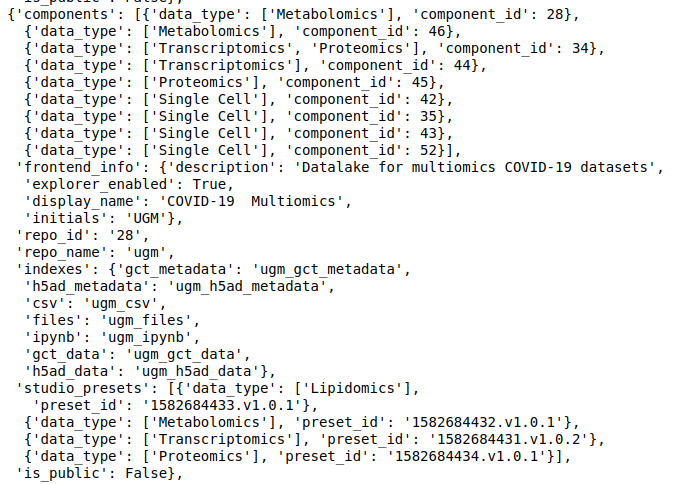 'is_public': False},
{'components': [{'data_type': ['Metabolomics'], 'component_id': 28},
{'data_type': ['Metabolomics'], 'component_id': 46},
{'data_type': ['Transcriptomics', 'Proteomics'], 'component_id': 34},
{'data_type': ['Transcriptomics'], 'component_id': 44},
{'data_type': ['Proteomics'], 'component_id': 45},
{'data_type': ['Single Cell'], 'component_id': 42},
{'data_type': ['Single Cell'], 'component_id': 35},
{'data_type': ['Single Cell'], 'component_id': 43},
{'data_type': ['Single Cell'], 'component_id': 52}],
'frontend_info': {'description': 'Datalake for multiomics COVID-19 datasets',
'explorer_enabled': True,
'display_name': 'COVID-19  Multiomics',
'initials': 'UGM'},
'repo_id': '28',
'repo_name': 'ugm',
'indexes': {'gct_metadata': 'ugm_gct_metadata',
'h5ad_metadata': 'ugm_h5ad_metadata',
'csv': 'ugm_csv',
'files': 'ugm_files',
'ipynb': 'ugm_ipynb',
'gct_data': 'ugm_gct_data',
'h5ad_data': 'ugm_h5ad_data'},
'studio_presets': [{'data_type': ['Lipidomics'],
'preset_id': '1582684433.v1.0.1'},
{'data_type': ['Metabolomics'], 'preset_id': '1582684432.v1.0.1'},
{'data_type': ['Transcriptomics'], 'preset_id': '1582684431.v1.0.2'},
{'data_type': ['Proteomics'], 'preset_id': '1582684434.v1.0.1'}],
'is_public': False},